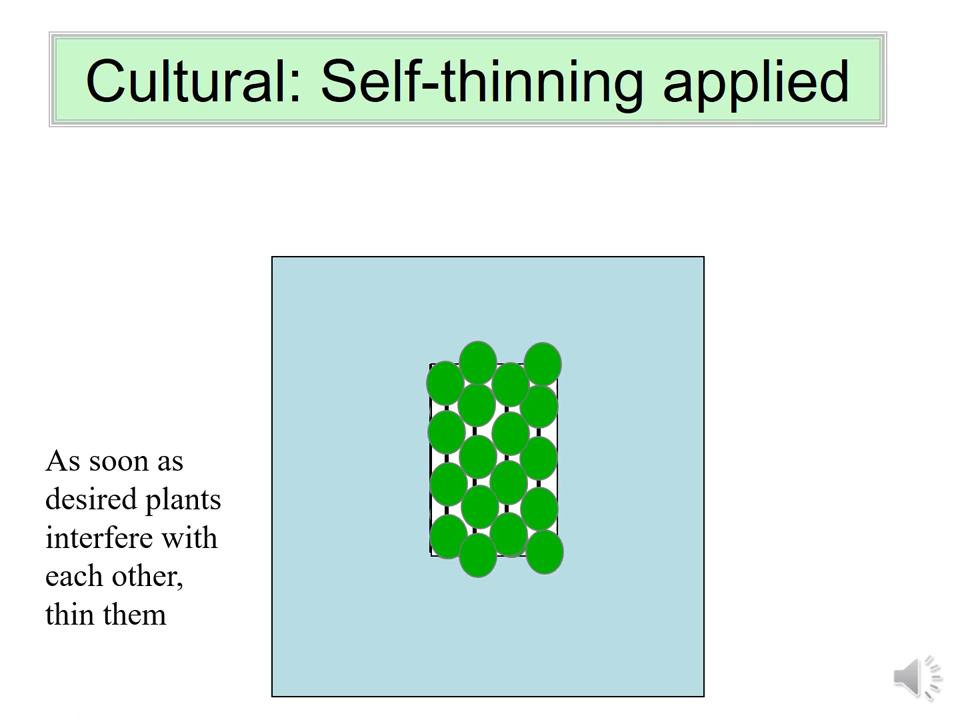 Cultural: Self-thinning applied
As soon as
desired plants
interfere with
each other,
thin them